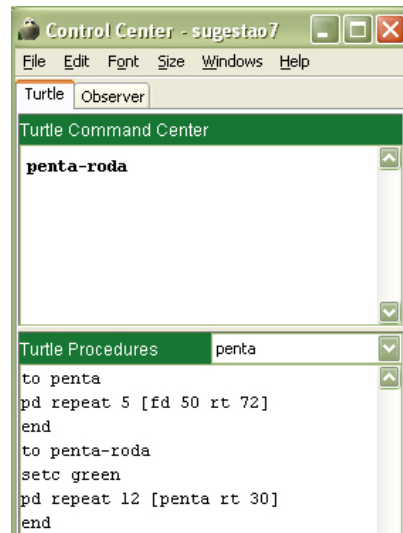 Control Center - sugestao7
File Edit Font Size Windows Help
Turtle Observer
Turtle Command Center
penta-roda
Turtle Procedures penta
to penta
pd repeat 5 [fd 50 rt 72]
end
to penta-roda
setc green
pd repeat 12 [penta rt 30]
end